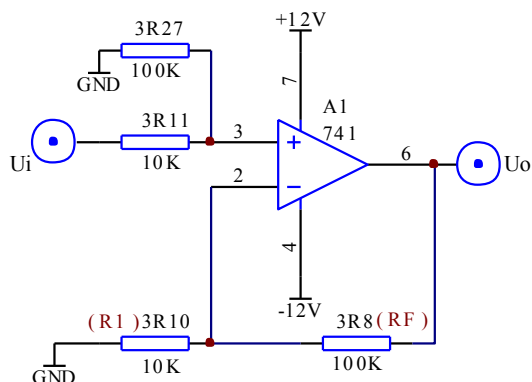 3R27
+12V
100K
GND
7
A1
3R11
3
741
6
Ui
10K
2
Uo
4
(R1) 3R10
-12V
3R8 (RF)
GND
10K
100K